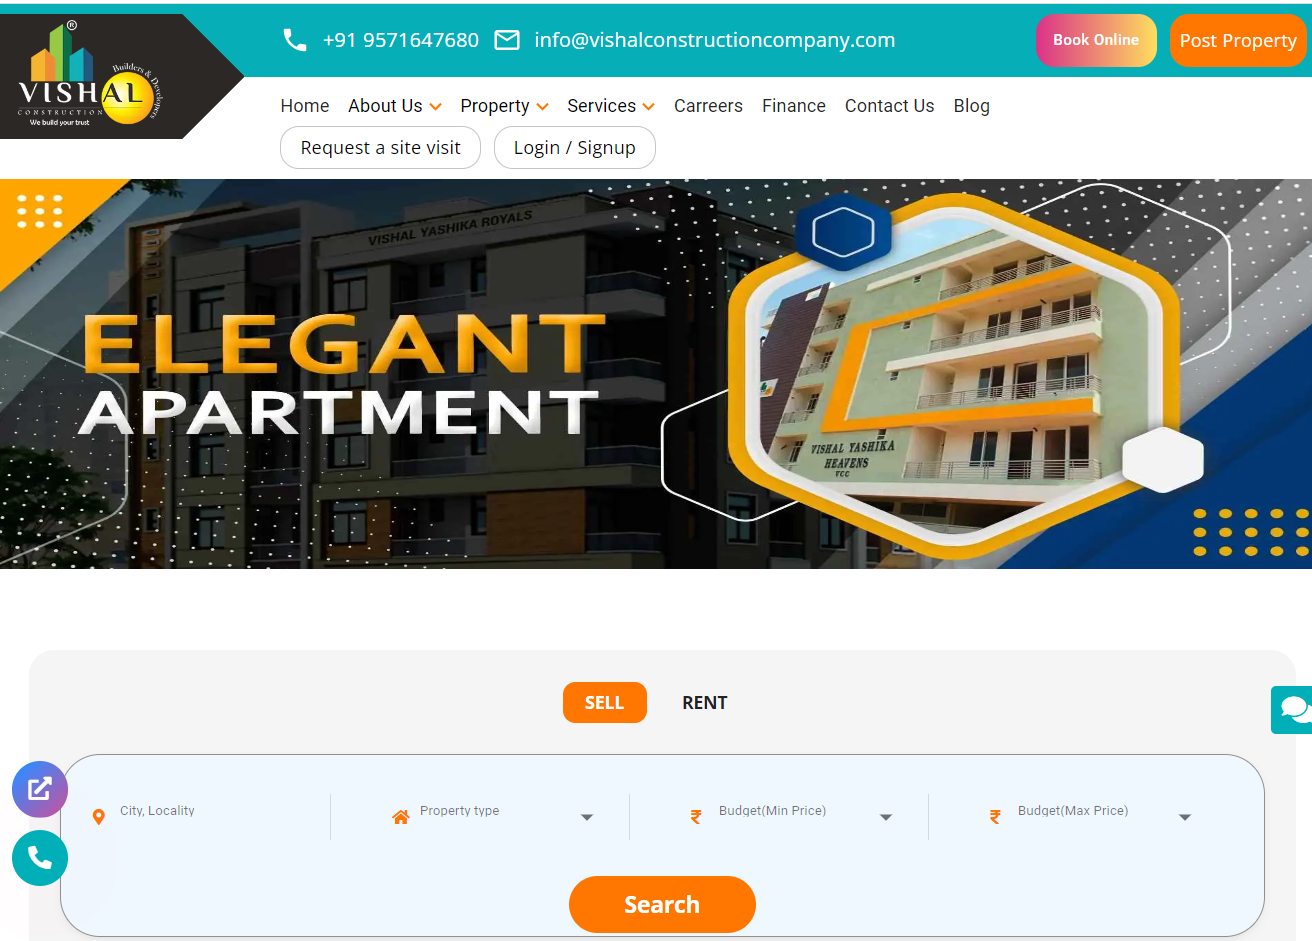 ®
Builders & Developers
VISHAL
CONSTRUCTION
We build your trust
+91 9571647680
info@vishalconstructioncompany.com
Book Online
Post Property
Home
About Us
Property
Services
Carreers
Finance
Contact Us
Blog
Request a site visit
Login / Signup
VISHAL YASHIKA ROYALS
ELEGANT
APARTMENT
VISHAL YASHIKA
HEAVENS
VCC
SELL
RENT
City, Locality
Property type
Budget(Min Price)
Budget(Max Price)
Search